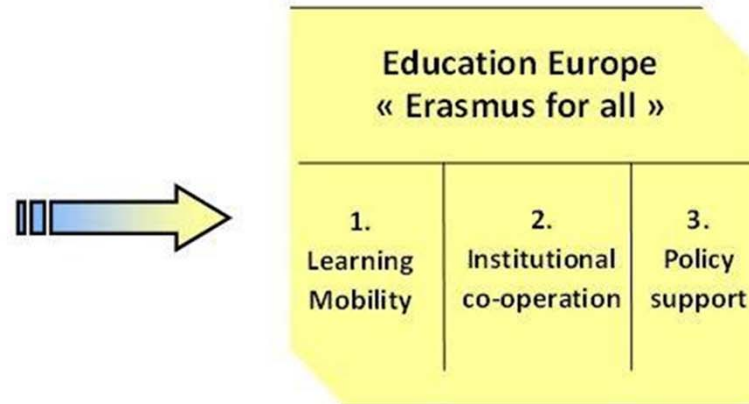 Education Europe
« Erasmus for all »
1.
Learning
Mobility
2.
Institutional
co-operation
3.
Policy
support